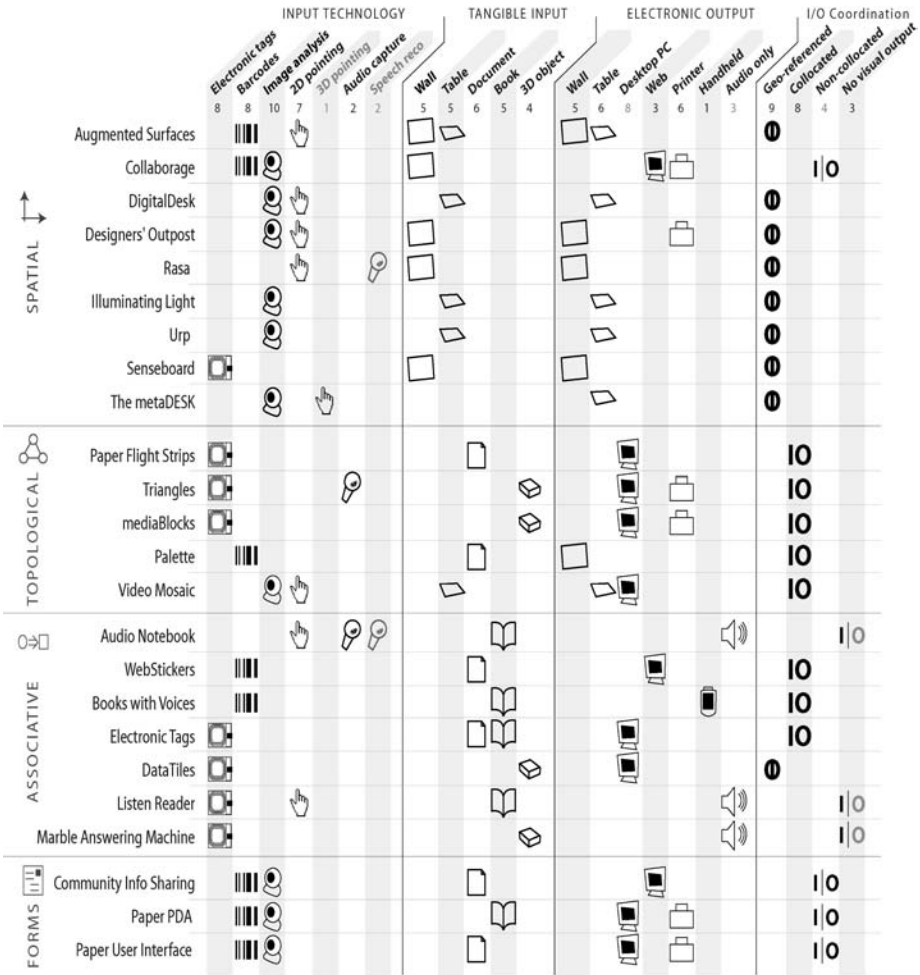 INPUT TECHNOLOGY TANGIBLE INPUT ELECTRONIC OUTPUT I/O Coordination
Electronic tags Barcodes Image analysis 2D pointing 3D pointing Audio capture Speech reco Wall Table Document Book 3D object Wall Table Desktop PC Web Printer Handheld Audio only Geo-referenced Collocated Non-collocated No visual output
8 8 10 7 1 2 2 5 5 6 5 4 5 6 8 3 6 1 3 9 8 4 3
SPATIAL
Augmented Surfaces
Collaborage
DigitalDesk
Designers' Outpost
Rasa
Illuminating Light
Urp
Senseboard
The metaDESK
TOPOLOGICAL
Paper Flight Strips
Triangles
mediaBlocks
Palette
Video Mosaic
ASSOCIATIVE
Audio Notebook
WebStickers
Books with Voices
Electronic Tags
DataTiles
Listen Reader
Marble Answering Machine
FORMS
Community Info Sharing
Paper PDA
Paper User Interface